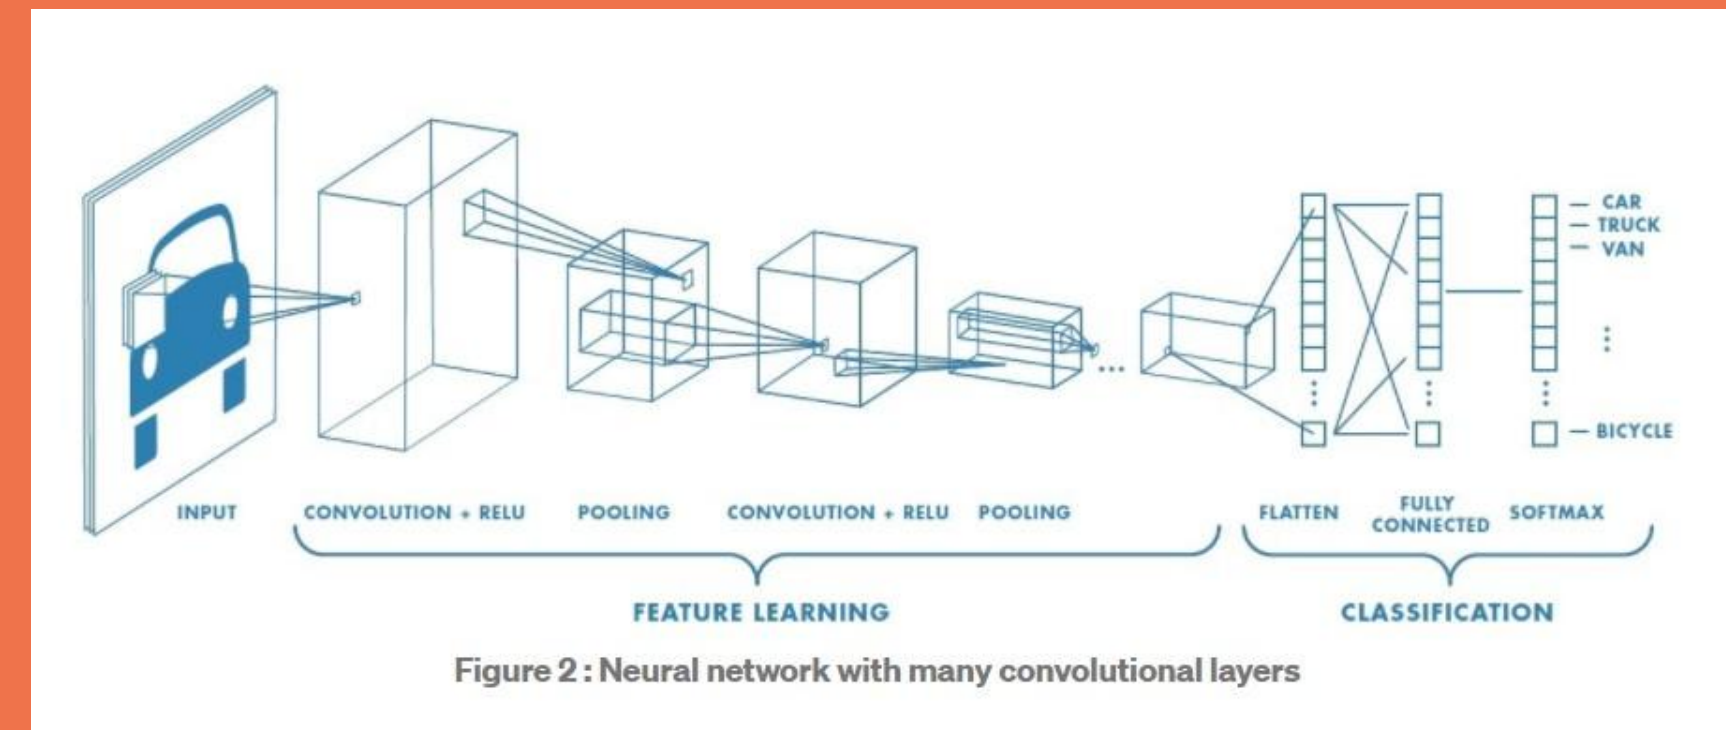 CAR
TRUCK
VAN
BICYCLE
INPUT
CONVOLUTION + RELU
POOLING
CONVOLUTION + RELU
POOLING
FLATTEN
FULLY
CONNECTED
SOFTMAX
FEATURE LEARNING
CLASSIFICATION
Figure 2 : Neural network with many convolutional layers